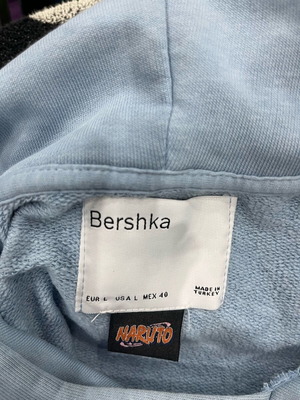 Bershka
EUR L USA L MEX 40
MADE IN
TURKEY
NARUTO